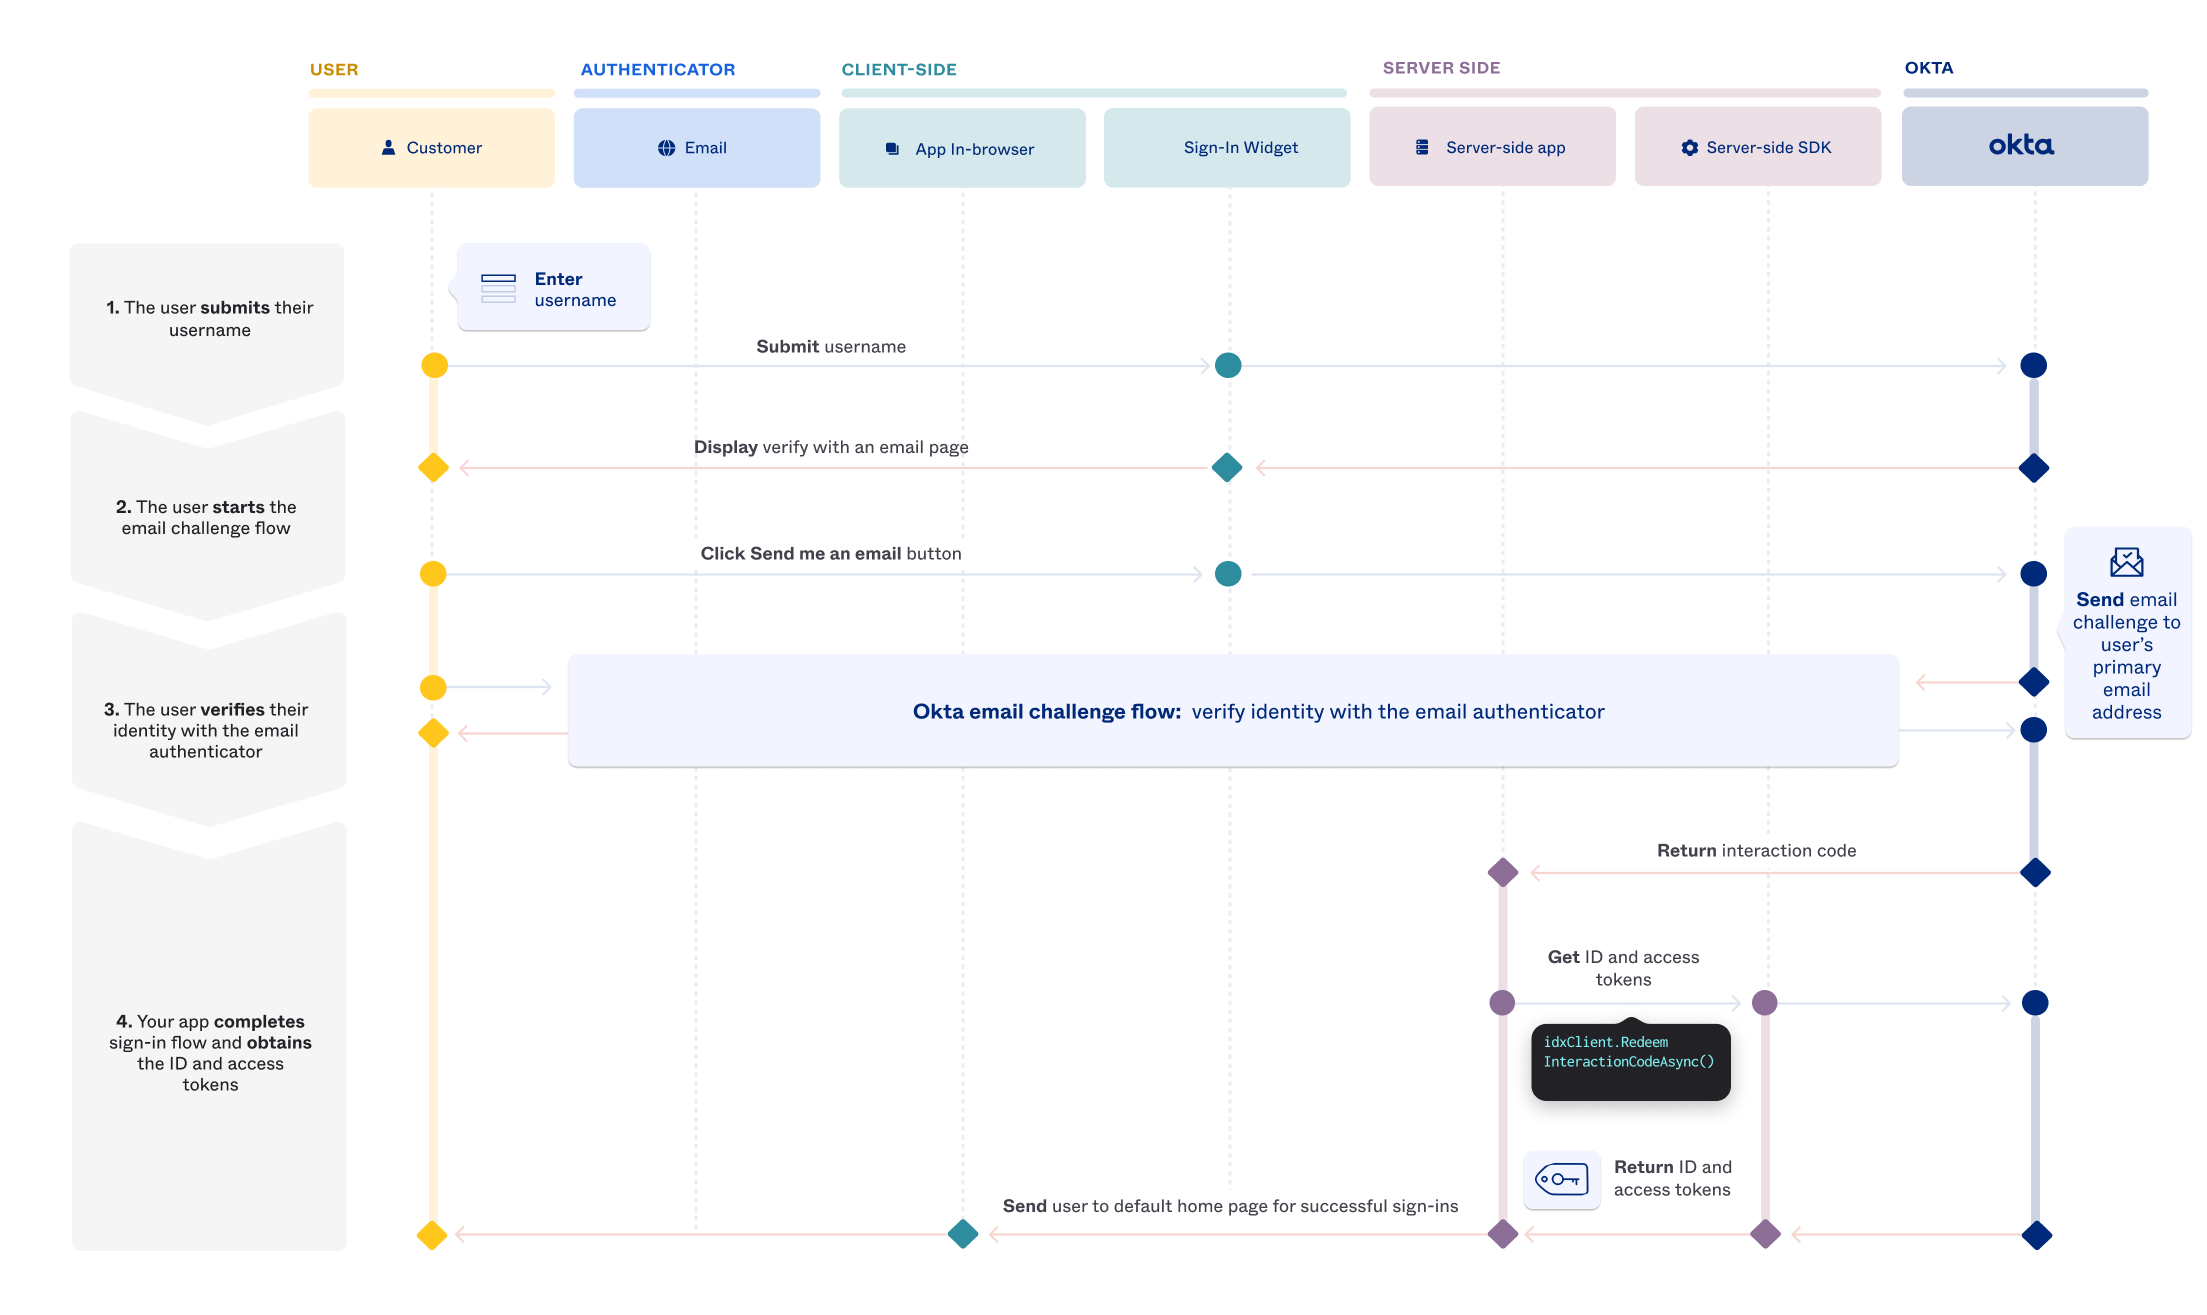 USER
AUTHENTICATOR
CLIENT-SIDE
SERVER SIDE
OKTA
Customer
Email
App In-browser
Sign-In Widget
Server-side app
Server-side SDK
okta
1. The user submits their
username
Enter
username
Submit username
Display verify with an email page
2. The user starts the
email challenge flow
Click Send me an email button
Send email
challenge to
user's
primary
email
address
3. The user verifies their
identity with the email
authenticator
Okta email challenge flow: verify identity with the email authenticator
Return interaction code
Get ID and access
tokens
idxClient.Redeem
InteractionCodeAsync()
4. Your app completes
sign-in flow and obtains
the ID and access
tokens
Return ID and
access tokens
Send user to default home page for successful sign-ins